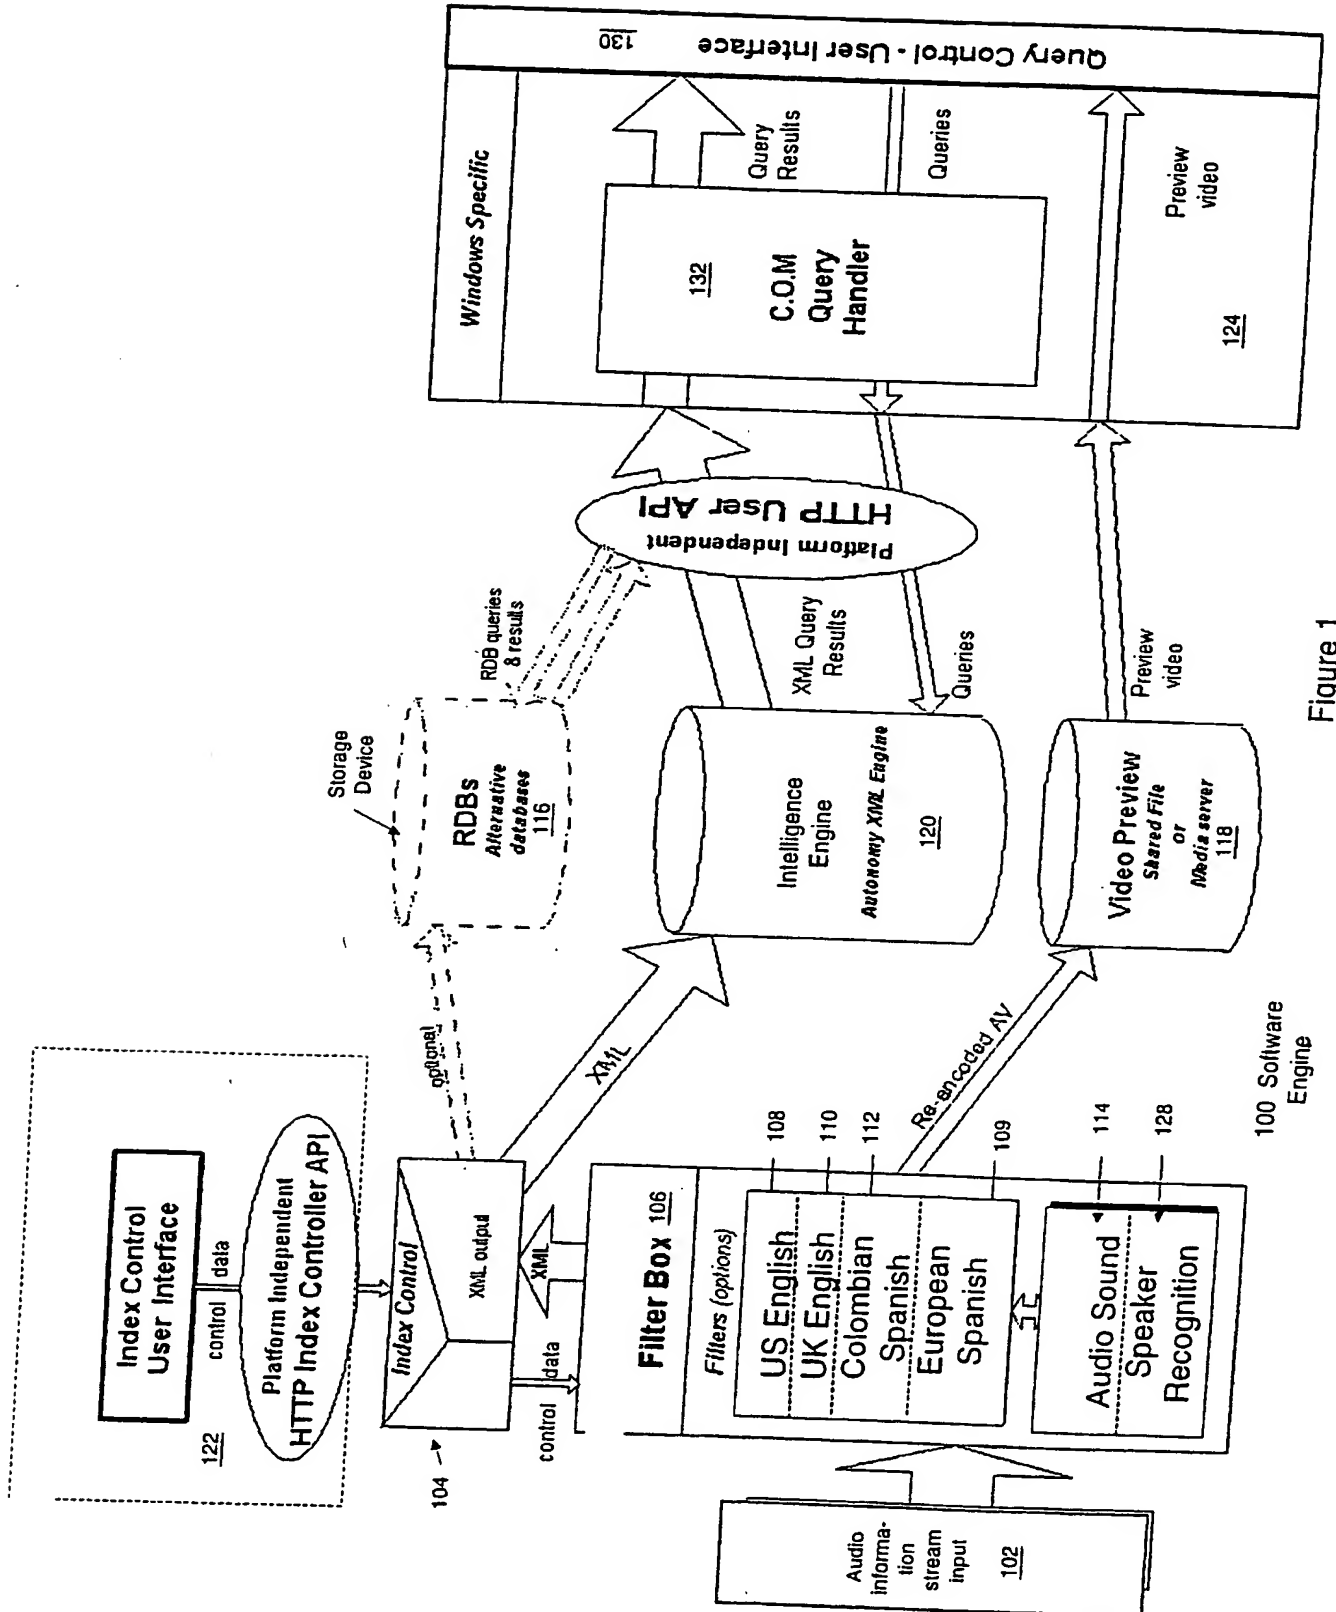 Index Control
User Interface
control
data
122
Platform Independent
HTTP Index Controller API
104
Index Control
XML output
optional
XML
XML
control
data
Storage
Device
RDBs
Alternative
databases
116
RDB queries
& results
Intelligence
Engine
Autonomy XML Engine
120
XML Query
Results
Queries
Platform Independent
HTTP User API
Windows Specific
132
C.O.M
Query
Handler
Query
Results
Queries
Preview
video
124
Query Control - User Interface
130
Audio
informa-
tion
stream
input
102
Filter Box 106
Filters (options)
US English
UK English
Colombian
Spanish
European
Spanish
108
110
112
109
Audio Sound
Speaker
Recognition
114
128
Re-encoded AV
Video Preview
Shared File
or
Media server
118
Preview
video
100 Software
Engine
Figure 1